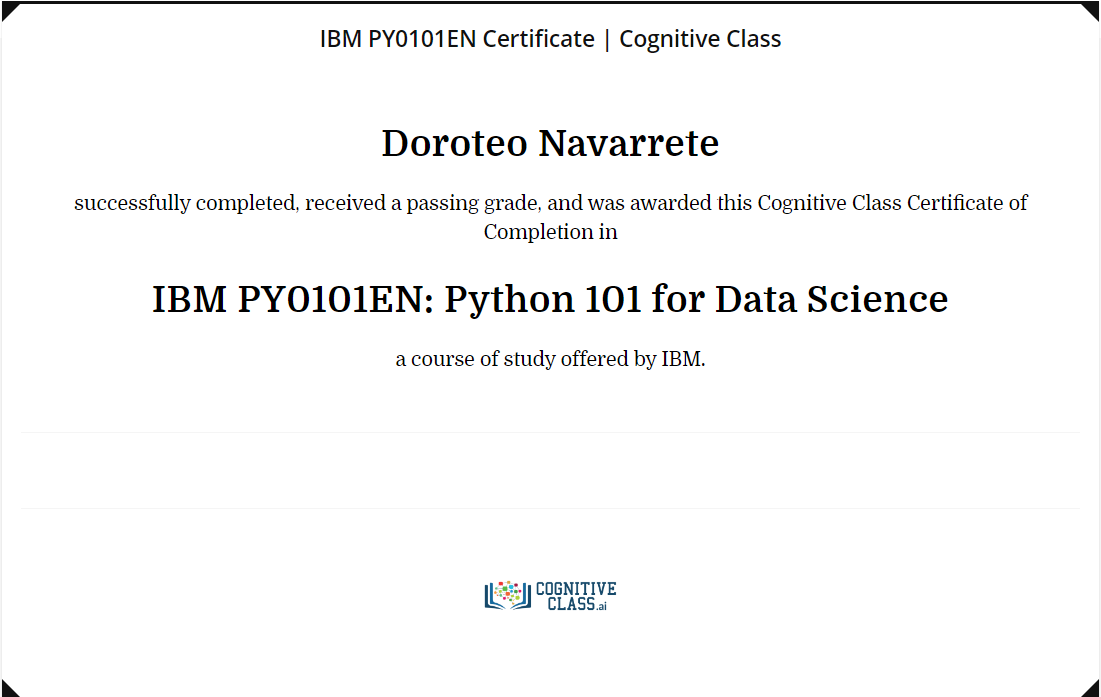 IBM PY0101EN Certificate | Cognitive Class
Doroteo Navarrete
successfully completed, received a passing grade, and was awarded this Cognitive Class Certificate of
Completion in
IBM PY0101EN: Python 101 for Data Science
a course of study offered by IBM.
COGNITIVE
CLASS.ai